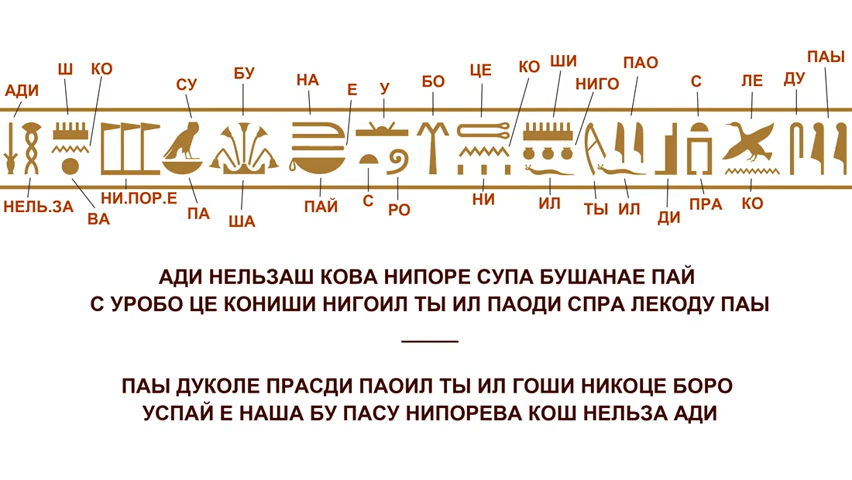 АДИ Ш КО СУ БУ НА Е У БО ЦЕ КО ШИ НИГО ПАО С ЛЕ ДУ ПАЫ
НЕЛЬ.ЗА ВА НИ.ПОР.Е ПА ША ПАЙ С РО НИ ИЛ ТЫ ИЛ ДИ ПРА КО
АДИ НЕЛЬЗАШ КОВА НИПОРЕ СУПА БУШАНАЕ ПАЙ
С УРОБО ЦЕ КОНИШИ НИГОИЛ ТЫ ИЛ ПАОДИ СПРА ЛЕКОДУ ПАЫ
ПАЫ ДУКОЛЕ ПРАСДИ ПАОИЛ ТЫ ИЛ ГОШИ НИКОЦЕ БОРО
УСПАЙ Е НАША БУ ПАСУ НИПОРЕВА КОШ НЕЛЬЗА АДИ